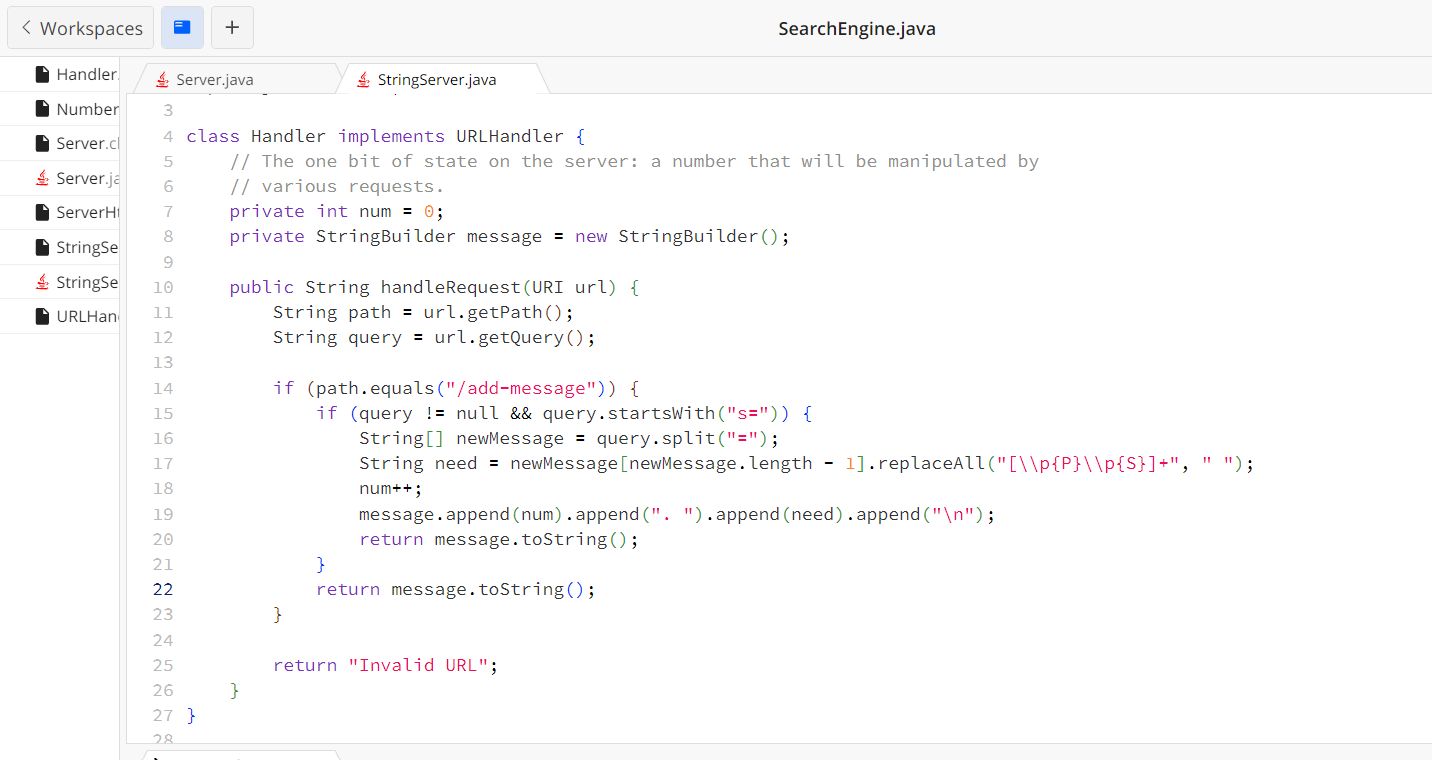 Workspaces
+
SearchEngine.java
Handler.
Number
Server.cl
Server.ja
ServerHt
StringSe
StringSe
URLHan
Server.java
StringServer.java
3
4 class Handler implements URLHandler {
5 // The one bit of state on the server: a number that will be manipulated by
6 // various requests.
7 private int num = 0;
8 private StringBuilder message = new StringBuilder();
9
10 public String handleRequest(URI url) {
11 String path = url.getPath();
12 String query = url.getQuery();
13
14 if (path.equals("/add-message")) {
15 if (query != null && query.startsWith("s=")) {
16 String[] newMessage = query.split("=");
17 String need = newMessage[newMessage.length - 1].replaceAll("[\\p{P}\\p{S}]+", " ");
18 num++;
19 message.append(num).append(". ").append(need).append("\n");
20 return message.toString();
21 }
22 return message.toString();
23 }
24
25 return "Invalid URL";
26 }
27 }
28